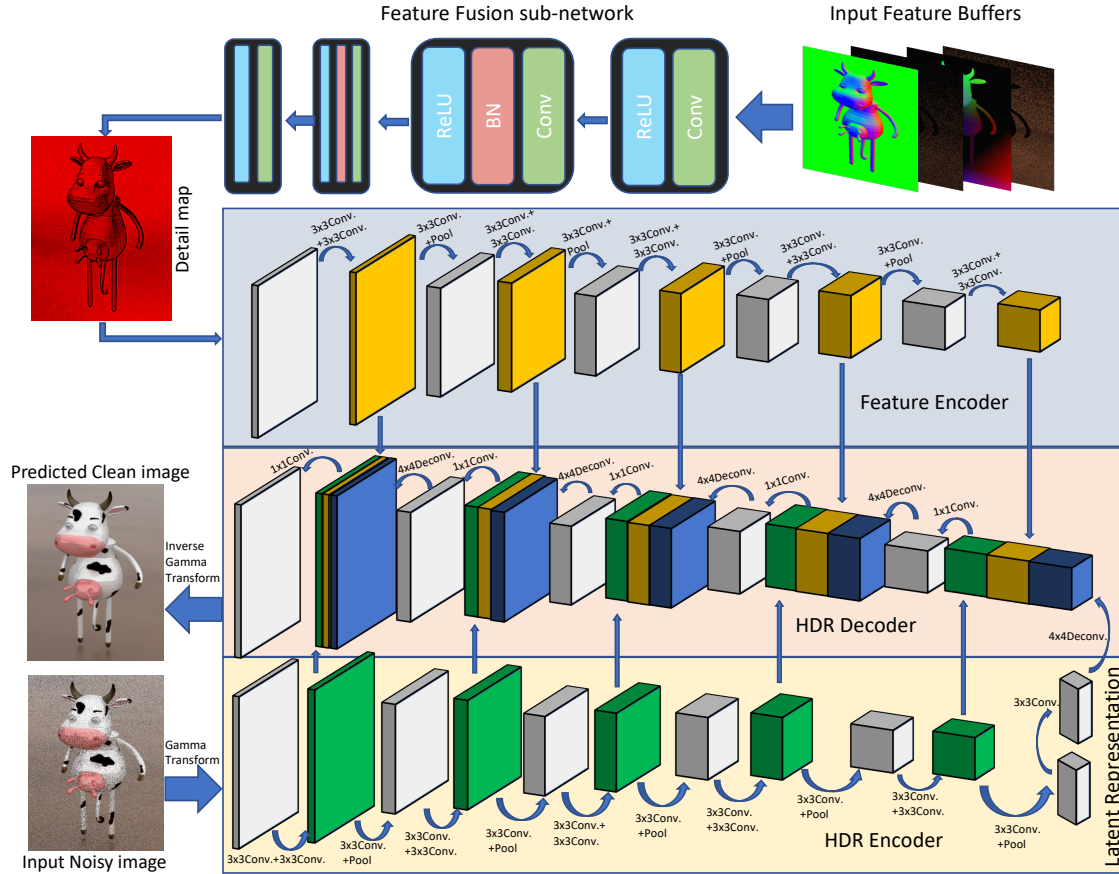 Feature Fusion sub-network
Input Feature Buffers
ReLU
BN
Conv
ReLU
Conv
Detail map
3x3Conv.
+3x3Conv.
3x3Conv.
+Pool
3x3Conv.+
3x3Conv.
3x3Conv.+
Pool
3x3Conv.+
3x3Conv.
3x3Conv.
+Pool
3x3Conv.
+3x3Conv.
3x3Conv.
+Pool
3x3Conv.+
3x3Conv.
Feature Encoder
Predicted Clean image
Inverse
Gamma
Transform
1x1Conv.
4x4Deconv.
1x1Conv.
4x4Deconv.
1x1Conv.
4x4Deconv.
1x1Conv.
4x4Deconv.
1x1Conv.
HDR Decoder
4x4Deconv.
Gamma
Transform
Input Noisy image
3x3Conv.+3x3Conv.
3x3Conv.
+Pool
3x3Conv.
+3x3Conv.
3x3Conv.
+Pool
3x3Conv.+
3x3Conv.
3x3Conv.
+Pool
3x3Conv.
+3x3Conv.
3x3Conv.
+Pool
3x3Conv.
+3x3Conv.
3x3Conv.
+Pool
3x3Conv.
HDR Encoder
Latent Representation